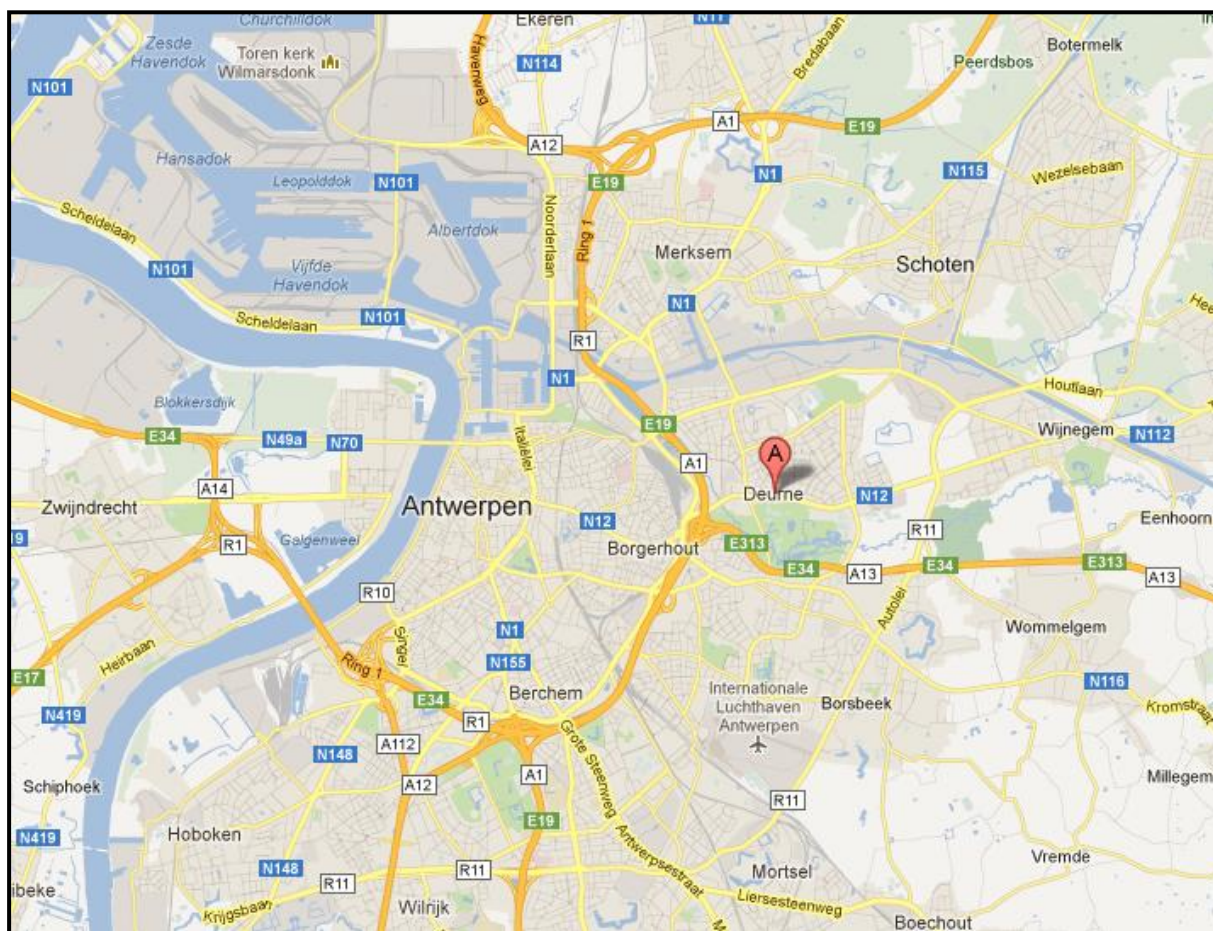 Churchilldok
Ekeren
N11
Zesde
Havendok
Toren kerk
Wilmarsdonk
N101
Havenweg
N114
Bredabaan
Botermelk
Peerdsbos
A12
A1
E19
Hansadok
Leopolddok
N101
E19
N1
N115
Wezelsebaan
Scheldelaan
Noorderlaan
Ring 1
Albertdok
N101
Vijfde
Havendok
Merksem
Schoten
N1
N101
Scheldelaan
R1
N1
Blokkersdijk
Houtlaan
E34
N49a
N70
Italiëlei
E19
Wijnegem
N112
A14
A1
A
Zwijndrecht
Antwerpen
Deurne
N12
N12
R11
Eenhoorn
R1
Galgenweel
Borgerhout
E313
E34
A13
E34
E313
A13
R10
Singel
Autolei
N1
Wommelgem
Heirbaan
Ring 1
N155
E17
E34
Berchem
Internationale
Luchthaven
Antwerpen
Borsbeek
N116
Kromstraat
N419
R1
Grote Steenweg
N148
A112
A12
A1
Schiphoek
R11
Millegem
E19
Hoboken
N419
Antwerpsestraat
N148
R11
R11
Mortsel
Vremde
Krijgsbaan
Wilrijk
Liersesteenweg
Boechout